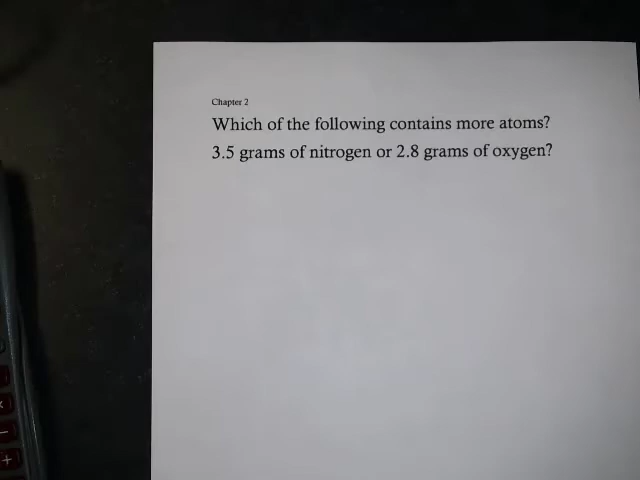 Chapter 2
Which of the following contains more atoms?
3.5 grams of nitrogen or 2.8 grams of oxygen?